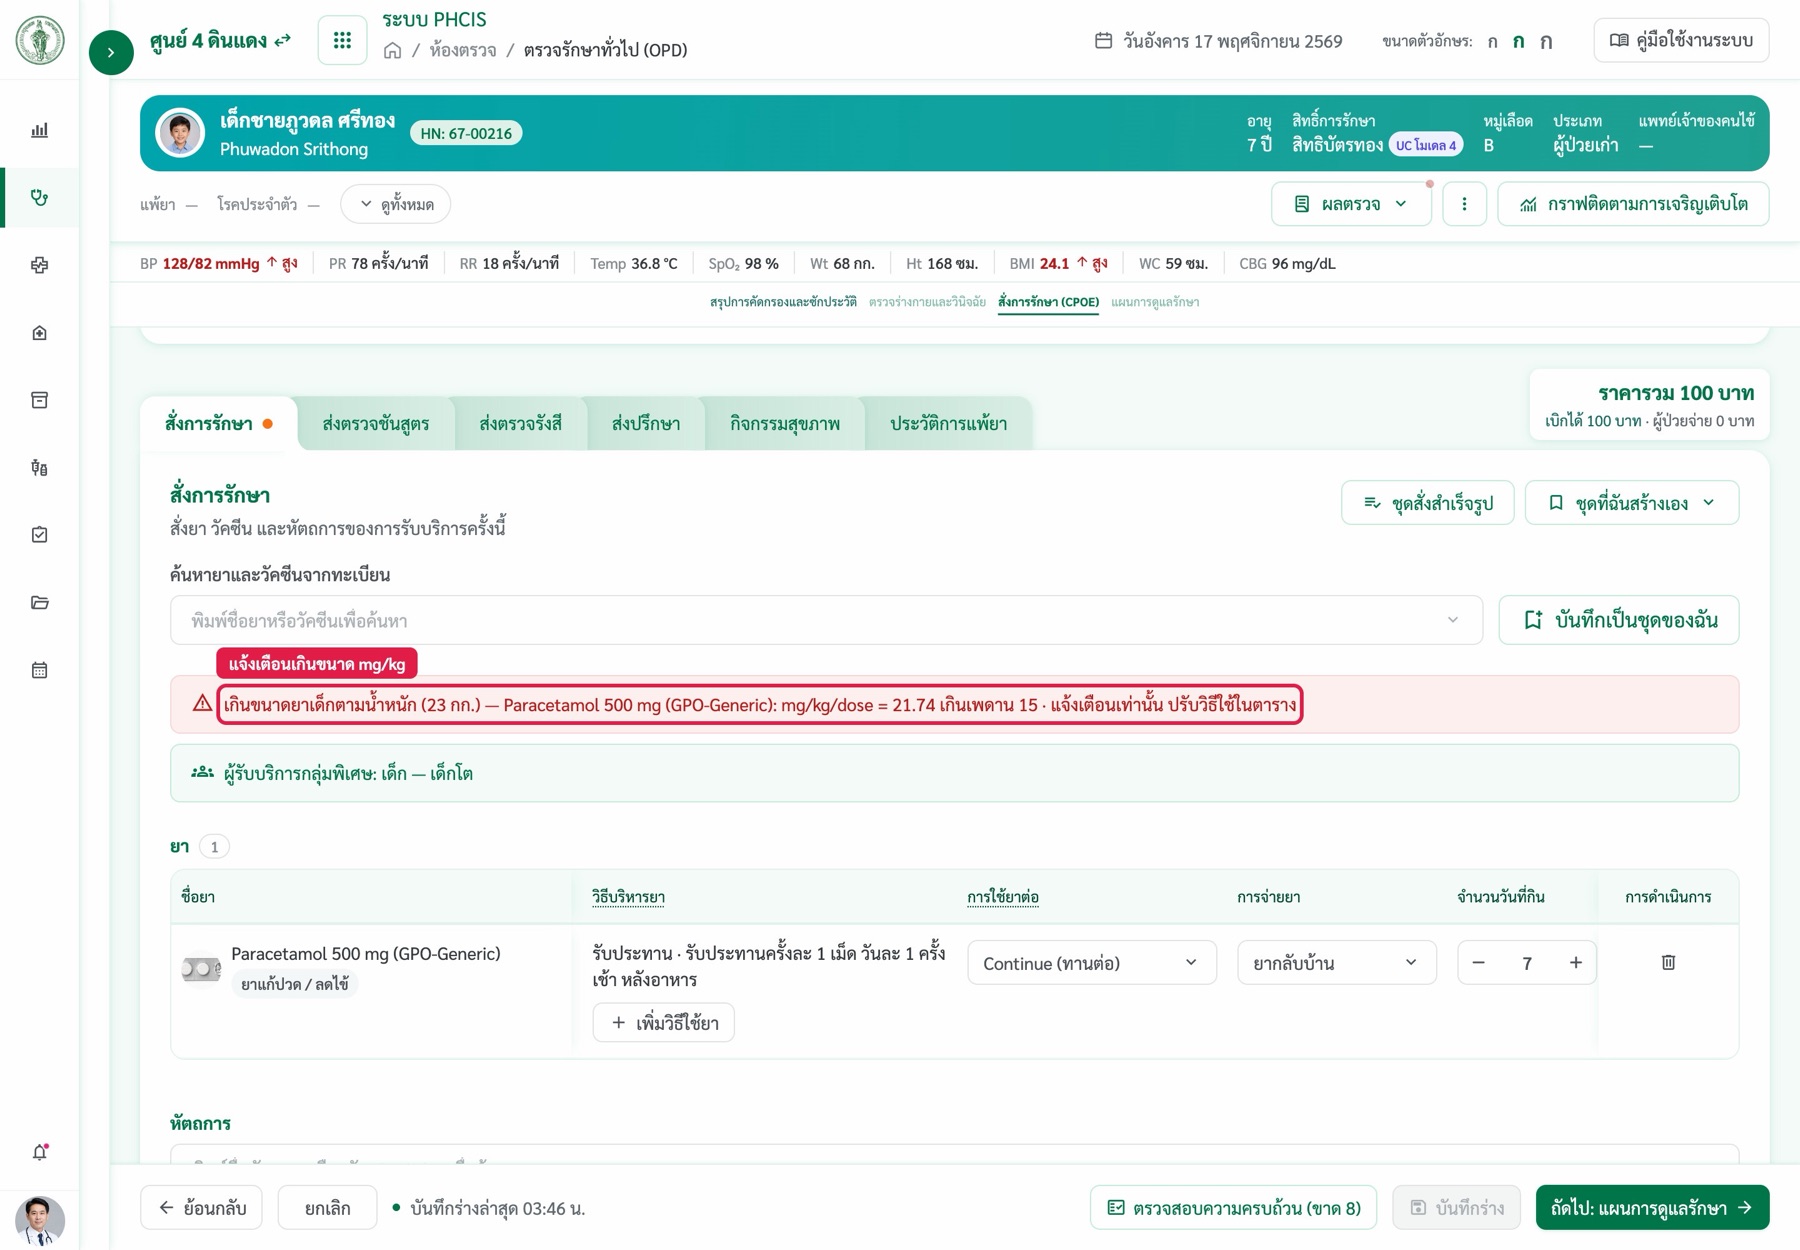 ศูนย์ 4 ดินแดง
ระบบ PHCIS
/ ห้องตรวจ / ตรวจรักษาทั่วไป (OPD)
วันอังคาร 17 พฤศจิกายน 2569
ขนาดตัวอักษร: ก ก ก
คู่มือใช้งานระบบ
เด็กชายภูวดล ศรีทอง
Phuwadon Srithong
HN: 67-00216
อายุ
7 ปี
สิทธิ์การรักษา
สิทธิบัตรทอง UC โมเดล 4
หมู่เลือด
B
ประเภท
ผู้ป่วยเก่า
แพทย์เจ้าของคนไข้
—
แพ้ยา — โรคประจำตัว —
ดูทั้งหมด
ผลตรวจ
กราฟติดตามการเจริญเติบโต
BP 128/82 mmHg ↑ สูง PR 78 ครั้ง/นาที RR 18 ครั้ง/นาที Temp 36.8 °C SpO₂ 98 % Wt 68 กก. Ht 168 ซม. BMI 24.1 ↑ สูง WC 59 ซม. CBG 96 mg/dL
สรุปการคัดกรองและซักประวัติ ตรวจร่างกายและวินิจฉัย สั่งการรักษา (CPOE) แผนการดูแลรักษา
ราคารวม 100 บาท
เบิกได้ 100 บาท · ผู้ป่วยจ่าย 0 บาท
สั่งการรักษา
ส่งตรวจชันสูตร
ส่งตรวจรังสี
ส่งปรึกษา
กิจกรรมสุขภาพ
ประวัติการแพ้ยา
สั่งการรักษา
สั่งยา วัคซีน และหัตถการของการรับบริการครั้งนี้
ชุดสั่งสำเร็จรูป
ชุดที่ฉันสร้างเอง
ค้นหายาและวัคซีนจากทะเบียน
พิมพ์ชื่อยาหรือวัคซีนเพื่อค้นหา
บันทึกเป็นชุดของฉัน
แจ้งเตือนเกินขนาด mg/kg
เกินขนาดยาเด็กตามน้ำหนัก (23 กก.) — Paracetamol 500 mg (GPO-Generic): mg/kg/dose = 21.74 เกินเพดาน 15 · แจ้งเตือนเท่านั้น ปรับวิธีใช้ในตาราง
ผู้รับบริการกลุ่มพิเศษ: เด็ก — เด็กโต
ยา 1
ชื่อยา วิธีบริหารยา การใช้ยาต่อ การจ่ายยา จำนวนวันที่กิน การดำเนินการ
Paracetamol 500 mg (GPO-Generic)
ยาแก้ปวด / ลดไข้
รับประทาน · รับประทานครั้งละ 1 เม็ด วันละ 1 ครั้ง
เช้า หลังอาหาร
+ เพิ่มวิธีใช้ยา
Continue (ทานต่อ)
ยากลับบ้าน
− 7 +
หัตถการ
ย้อนกลับ
ยกเลิก
บันทึกร่างล่าสุด 03:46 น.
ตรวจสอบความครบถ้วน (ขาด 8)
บันทึกร่าง
ถัดไป: แผนการดูแลรักษา